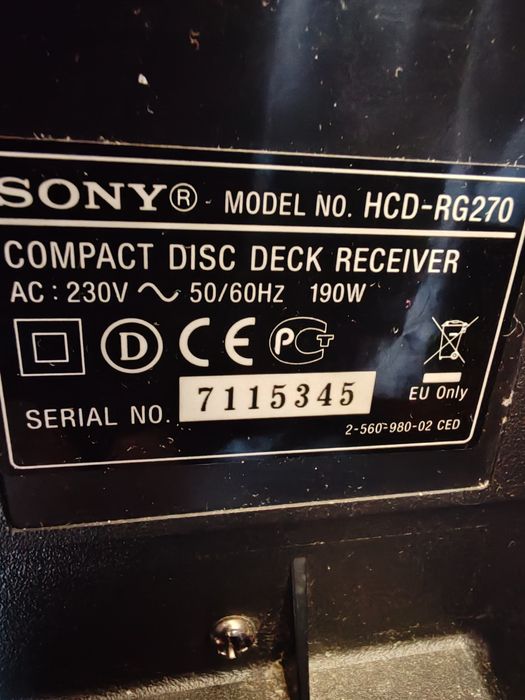 SONY® MODEL NO. HCD-RG270
COMPACT DISC DECK RECEIVER
AC : 230V ~ 50/60HZ 190W
D CE PCT
EU Only
SERIAL NO. 7115345
2-560-980-02 CED